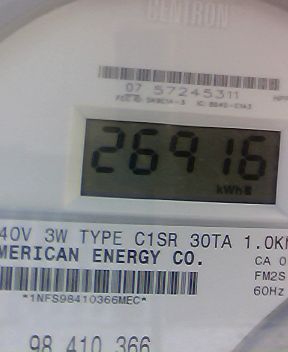 CENTRON
07 57245311
26916
kWh
40V 3W TYPE C1SR 30TA 1.0K
MERICAN ENERGY CO.
CA 0
FM2S
60Hz
*1NFS98410366MEC*
98 410 366